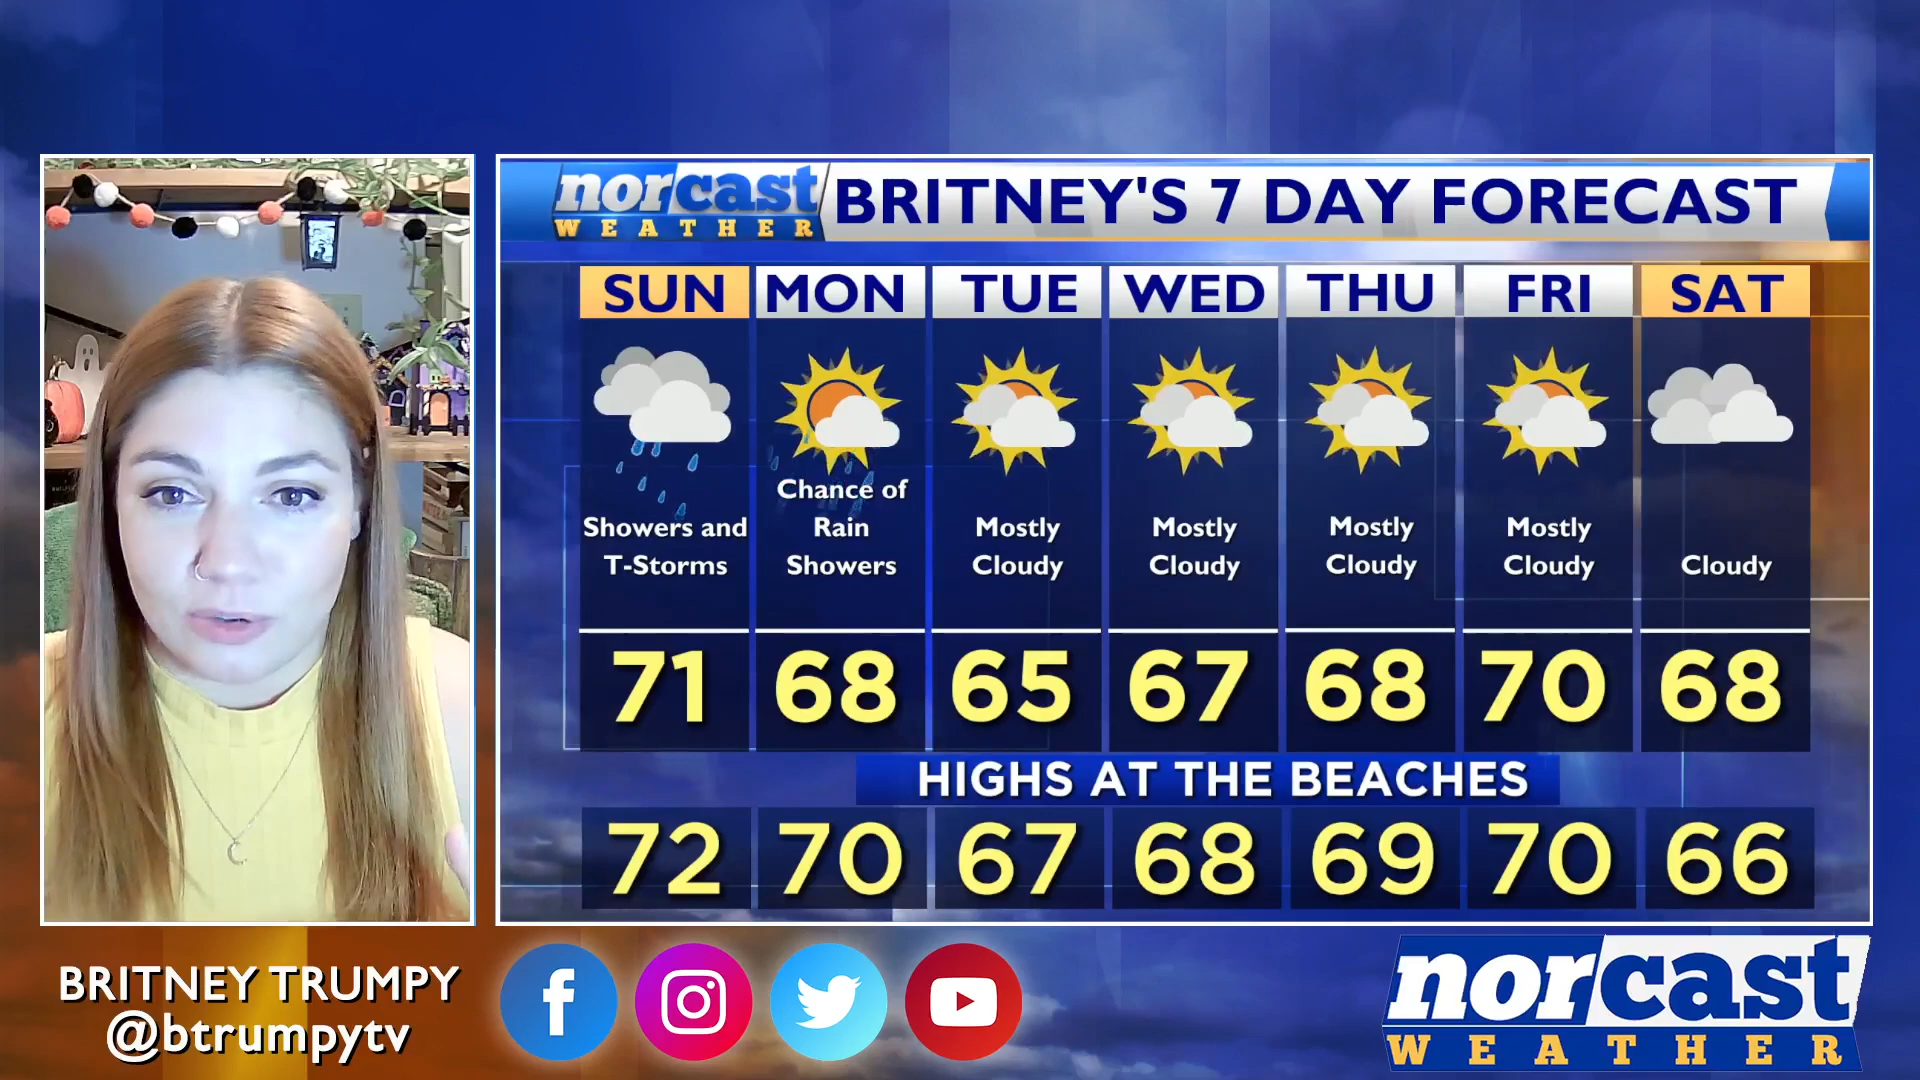 norcast
WEATHER
BRITNEY'S 7 DAY FORECAST
SUN MON TUE WED THU FRI SAT
Showers and
T-Storms
Chance of
Rain
Showers
Mostly
Cloudy
Mostly
Cloudy
Mostly
Cloudy
Mostly
Cloudy
Cloudy
71 68 65 67 68 70 68
HIGHS AT THE BEACHES
72 70 67 68 69 70 66
BRITNEY TRUMPY
@btrumpytv
norcast
WEATHER